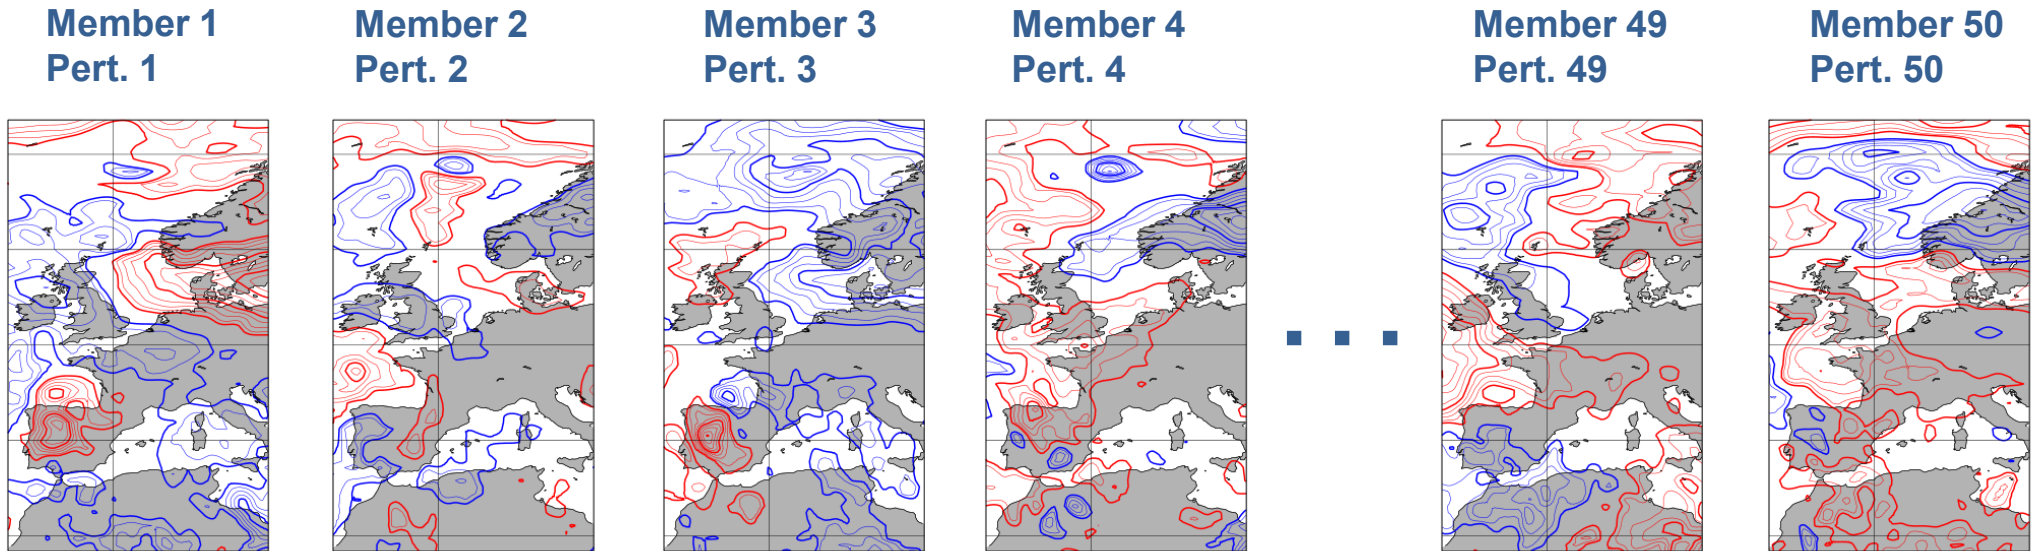 Member 1
Pert. 1
Member 2
Pert. 2
Member 3
Pert. 3
Member 4
Pert. 4
Member 49
Pert. 49
Member 50
Pert. 50